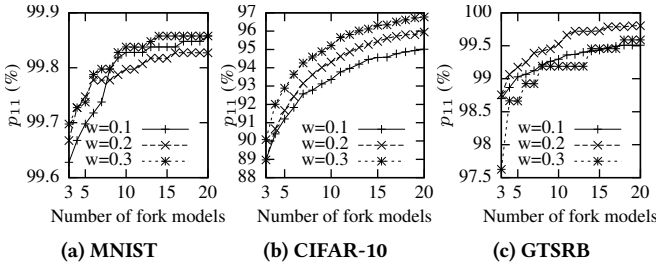 99.9
99.8
99.7
99.6
p11 (%)
w=0.1
w=0.2
w=0.3
3 5 10 15 20
Number of fork models
(a) MNIST
97
96
95
94
93
92
91
90
89
88
p11 (%)
w=0.1
w=0.2
w=0.3
3 5 10 15 20
Number of fork models
(b) CIFAR-10
100
99.5
99
98.5
98
97.5
p11 (%)
w=0.1
w=0.2
w=0.3
3 5 10 15 20
Number of fork models
(c) GTSRB